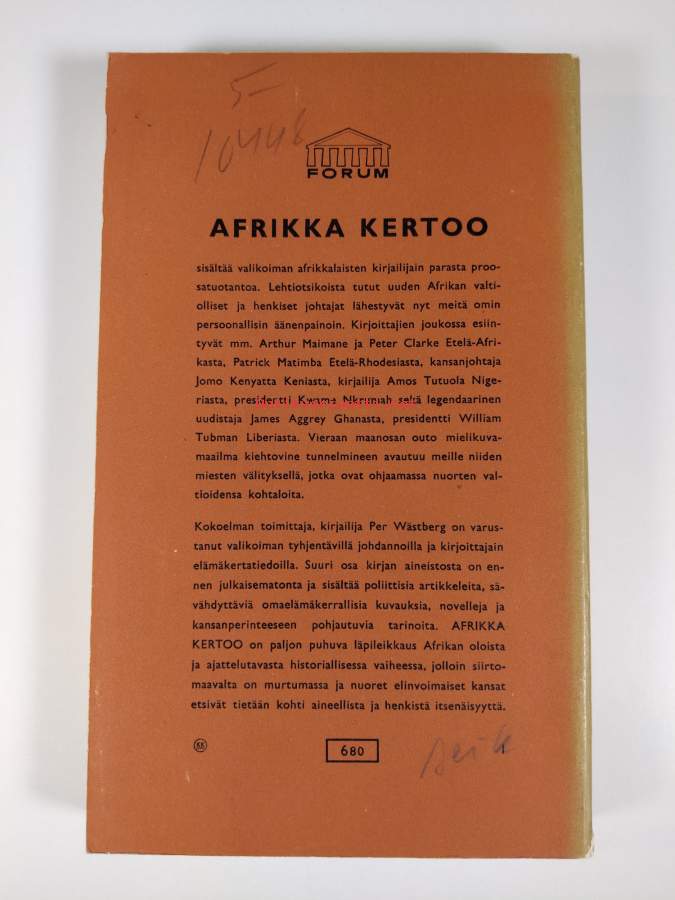 5-
10448
FORUM
AFRIKKA KERTOO
sisältää valikoiman afrikkalaisten kirjailijain parasta proo-
satuotantoa. Lehtiotsikoista tutut uuden Afrikan valti-
olliset ja henkiset johtajat lähestyvät nyt meitä omin
persoonallisin äänenpainoin. Kirjoittajien joukossa esiin-
tyvät mm. Arthur Maimane ja Peter Clarke Etelä-Afri-
kasta, Patrick Matimba Etelä-Rhodesiasta, kansanjohtaja
Jomo Kenyatta Keniasta, kirjailija Amos Tutuola Nige-
riasta, presidentti Kwame Nkrumah sekä legendaarinen
uudistaja James Aggrey Ghanasta, presidentti William
Tubman Liberiasta. Vieraan maanosan outo mielikuva-
maailma kiehtovine tunnelmineen avautuu meille niiden
miesten välityksellä, jotka ovat ohjaamassa nuorten val-
tioidensa kohtaloita.
Kokoelman toimittaja, kirjailija Per Wästberg on varus-
tanut valikoiman tyhjentävillä johdannoilla ja kirjoittajain
elämäkertatiedoilla. Suuri osa kirjan aineistosta on en-
nen julkaisematonta ja sisältää poliittisia artikkeleita, sä-
vähdyttäviä omaelämäkerrallisia kuvauksia, novelleja ja
kansanperinteeseen pohjautuvia tarinoita. AFRIKKA
KERTOO on paljon puhuva läpileikkaus Afrikan oloista
ja ajattelutavasta historiallisessa vaiheessa, jolloin siirto-
maavalta on murtumassa ja nuoret elinvoimaiset kansat
etsivät tietään kohti aineellista ja henkistä itsenäisyyttä.
680